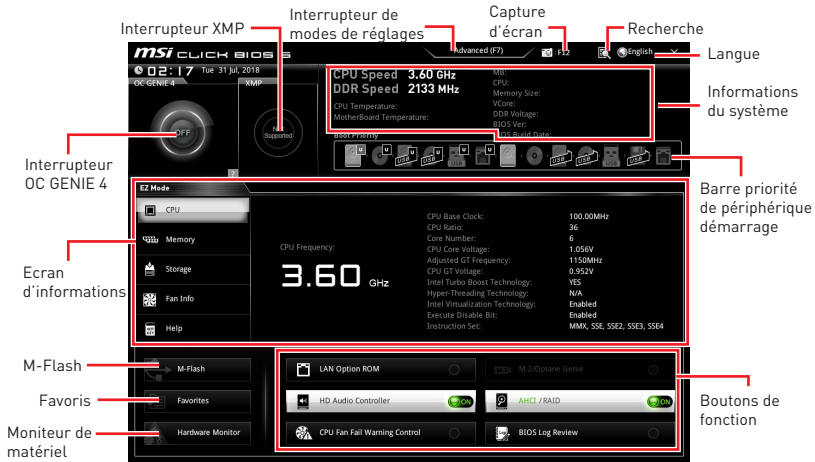 Interrupteur XMP
Interrupteur de
modes de réglages
Capture
d'écran
Recherche
Langue
msi CLICK BIOS 5
Advanced (F7)
F12
English
02:17 Tue 31 Jul, 2018
OC GENIE 4
XMP
OFF
Not
Supported
?
CPU Speed 3.60 GHz
DDR Speed 2133 MHz
CPU Temperature:
MotherBoard Temperature:
MB:
CPU:
Memory Size:
VCore:
DDR Voltage:
BIOS Ver:
BIOS Build Date:
Informations
du système
Boot Priority
U U U U U U
USB USB USB USB USB USB
Interrupteur
OC GENIE 4
Barre priorité
de périphérique
démarrage
EZ Mode
CPU
Memory
Storage
Fan Info
Help
CPU Frequency:
3.60 GHz
CPU Base Clock: 100.00MHz
CPU Ratio: 36
Core Number: 6
CPU Core Voltage: 1.056V
Adjusted GT Frequency: 1150MHz
CPU GT Voltage: 0.952V
Intel Turbo Boost Technology: YES
Hyper-Threading Technology: N/A
Intel Virtualization Technology: Enabled
Execute Disable Bit: Enabled
Instruction Set: MMX, SSE, SSE2, SSE3, SSE4
Ecran
d'informations
M-Flash
Favoris
Moniteur de
matériel
M-Flash
Favorites
Hardware Monitor
LAN Option ROM
M.2/Optane Genie
HD Audio Controller ON
AHCI /RAID ON
CPU Fan Fail Warning Control
BIOS Log Review
Boutons de
fonction